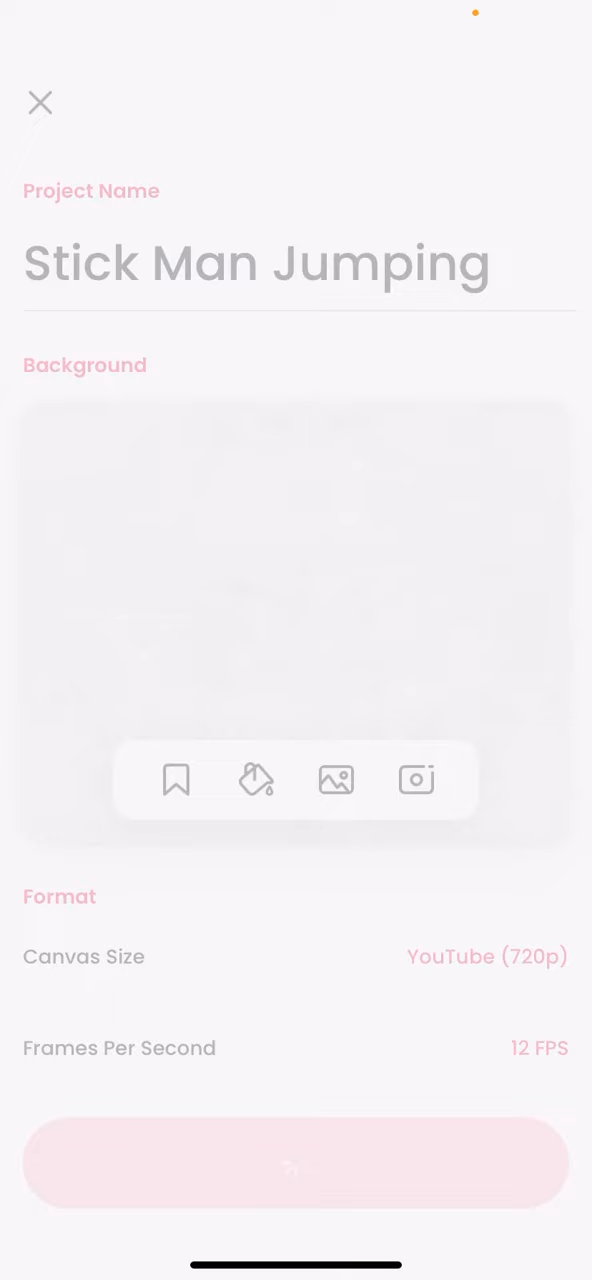 Project Name
Stick Man Jumping
Background
Format
Canvas Size YouTube (720p)
Frames Per Second 12 FPS